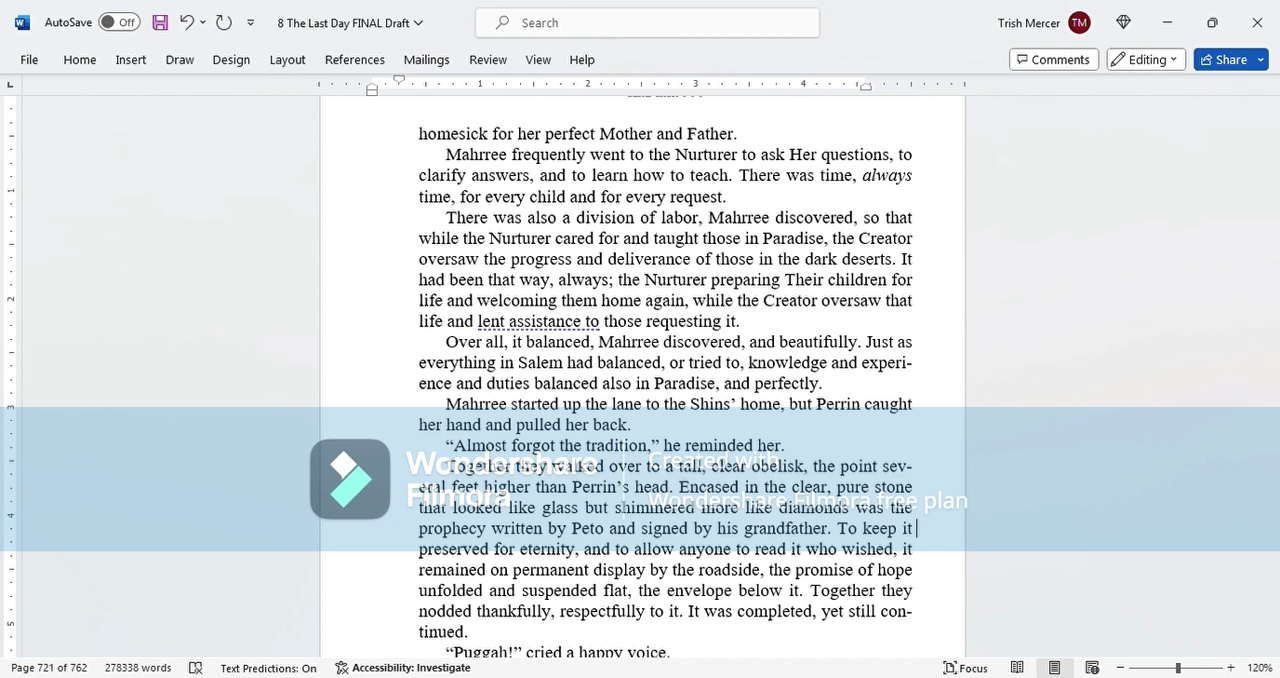 AutoSave Off 8 The Last Day FINAL Draft Search Trish Mercer TM
File Home Insert Draw Design Layout References Mailings Review View Help Comments Editing Share
1 2 3 4
homesick for her perfect Mother and Father.
Mahrree frequently went to the Nurturer to ask Her questions, to
clarify answers, and to learn how to teach. There was time, always
time, for every child and for every request.
There was also a division of labor, Mahrree discovered, so that
while the Nurturer cared for and taught those in Paradise, the Creator
oversaw the progress and deliverance of those in the dark deserts. It
had been that way, always; the Nurturer preparing Their children for
life and welcoming them home again, while the Creator oversaw that
life and lent assistance to those requesting it.
Over all, it balanced, Mahrree discovered, and beautifully. Just as
everything in Salem had balanced, or tried to, knowledge and experi-
ence and duties balanced also in Paradise, and perfectly.
Mahrree started up the lane to the Shins’ home, but Perrin caught
her hand and pulled her back.
“Almost forgot the tradition,” he reminded her.
Together they walked over to a tall, clear obelisk, the point sev-
eral feet higher than Perrin’s head. Encased in the clear, pure stone
that looked like glass but shimmered more like diamonds was the
prophecy written by Peto and signed by his grandfather. To keep it
preserved for eternity, and to allow anyone to read it who wished, it
remained on permanent display by the roadside, the promise of hope
unfolded and suspended flat, the envelope below it. Together they
nodded thankfully, respectfully to it. It was completed, yet still con-
tinued.
“Puggah!” cried a happy voice.
Wondershare
Filmora
Created with
Wondershare Filmora free plan
1
2
3
4
5
Page 721 of 762 278338 words Text Predictions: On Accessibility: Investigate Focus 120%